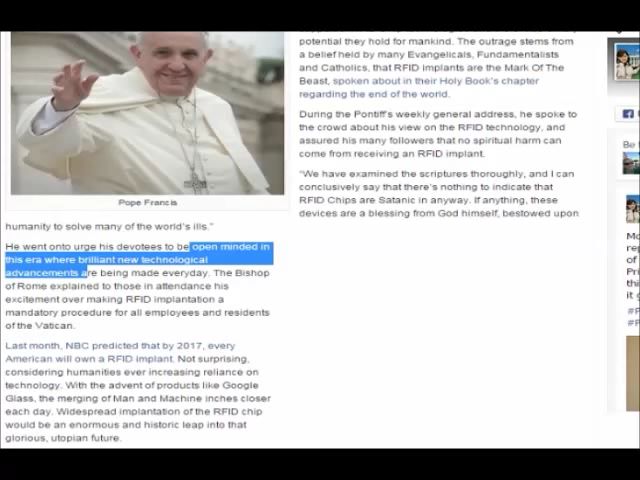 Pope Francis
potential they hold for mankind. The outrage stems from
a belief held by many Evangelicals, Fundamentalists
and Catholics, that RFID implants are the Mark Of The
Beast, spoken about in their Holy Book's chapter
regarding the end of the world.
During the Pontiff's weekly general address, he spoke to
the crowd about his view on the RFID technology, and
assured his many followers that no spiritual harm can
come from receiving an RFID implant.
"We have examined the scriptures thoroughly, and I can
conclusively say that there's nothing to indicate that
RFID Chips are Satanic in anyway. If anything, these
devices are a blessing from God himself, bestowed upon
humanity to solve many of the world's ills."
He went onto urge his devotees to be open minded in
this era where brilliant new technological
advancements are being made everyday. The Bishop
of Rome explained to those in attendance his
excitement over making RFID implantation a
mandatory procedure for all employees and residents
of the Vatican.
Last month, NBC predicted that by 2017, every
American will own a RFID implant. Not surprising,
considering humanities ever increasing reliance on
technology. With the advent of products like Google
Glass, the merging of Man and Machine inches closer
each day. Widespread implantation of the RFID chip
would be an enormous and historic leap into that
glorious, utopian future.
Be t
Mo
rep
of
Pri
thi
it g
#P
#P